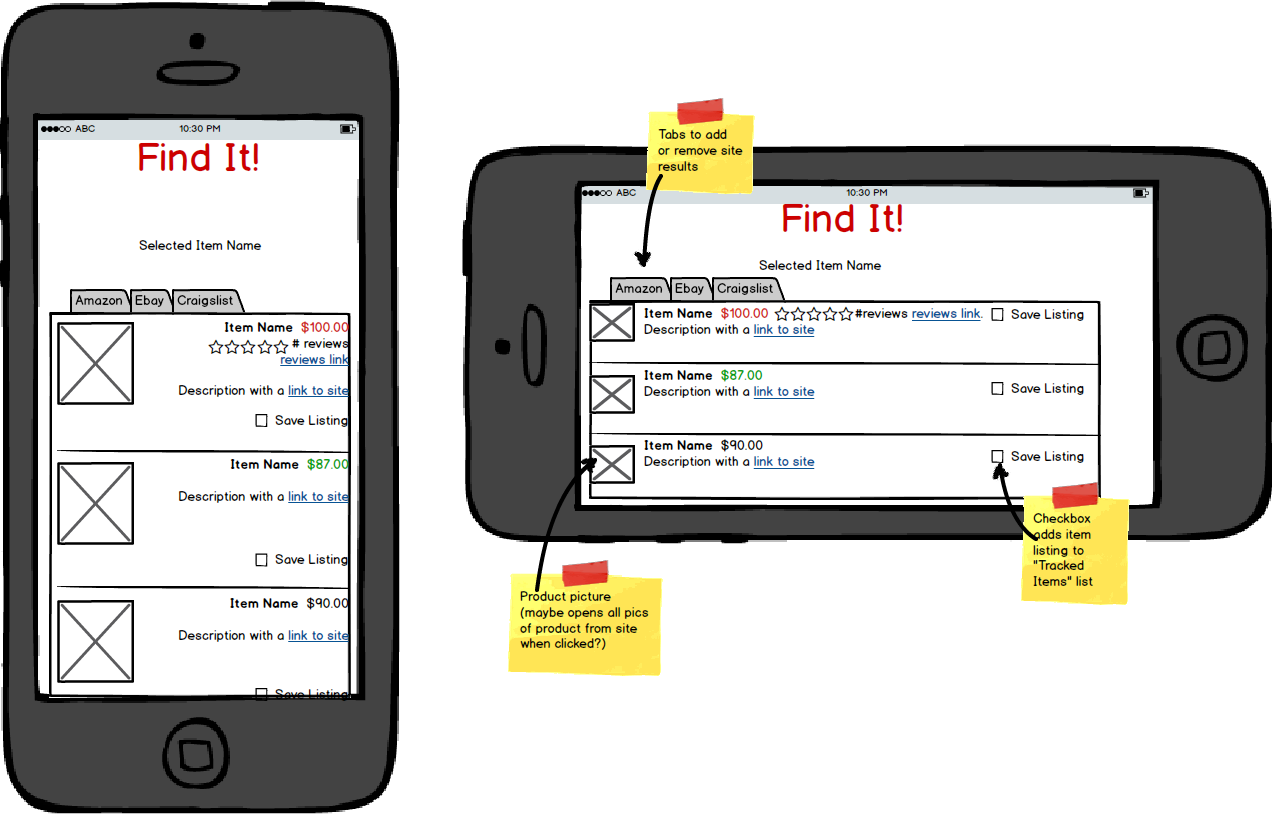 ABC 10:30 PM
Find It!
Selected Item Name
Amazon Ebay Craigslist
Item Name $100.00
# reviews
reviews link
Description with a link to site
Save Listing
Item Name $87.00
Description with a link to site
Save Listing
Item Name $90.00
Description with a link to site
Save Listing
Tabs to add
or remove site
results
ABC 10:30 PM
Find It!
Selected Item Name
Amazon Ebay Craigslist
Item Name $100.00 #reviews reviews link. Save Listing
Description with a link to site
Item Name $87.00
Description with a link to site Save Listing
Item Name $90.00
Description with a link to site Save Listing
Product picture
(maybe opens all pics
of product from site
when clicked?)
Checkbox
adds item
listing to
"Tracked
Items" list